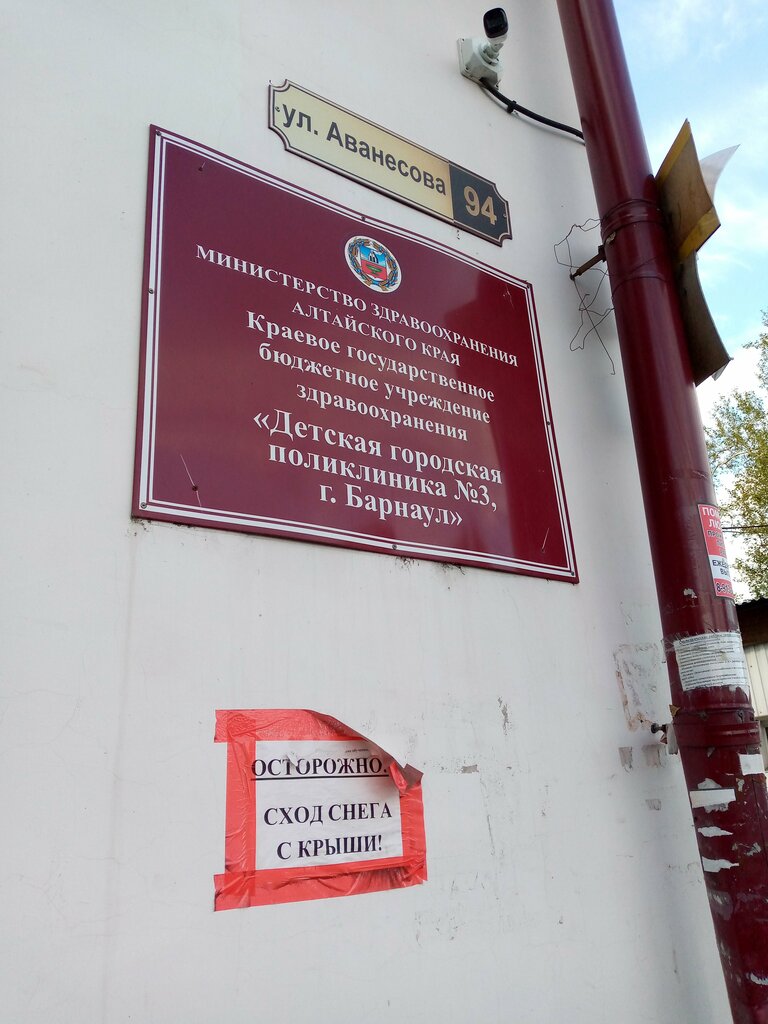 ул. Аванесова 94
МИНИСТЕРСТВО ЗДРАВООХРАНЕНИЯ
АЛТАЙСКОГО КРАЯ
Краевое государственное
бюджетное учреждение
здравоохранения
«Детская городская
поликлиника №3,
г. Барнаул»
ОСТОРОЖНО.
СХОД СНЕГА
С КРЫШИ!